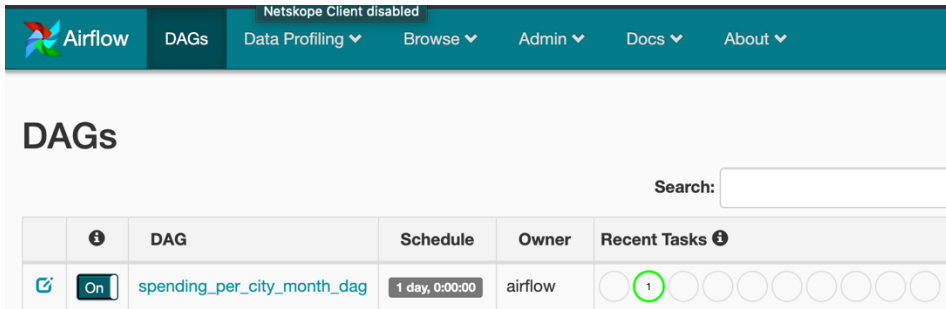 Netskope Client disabled
Airflow DAGs Data Profiling Browse Admin Docs About
DAGs
Search:
DAG Schedule Owner Recent Tasks
On spending_per_city_month_dag 1 day, 0:00:00 airflow 1